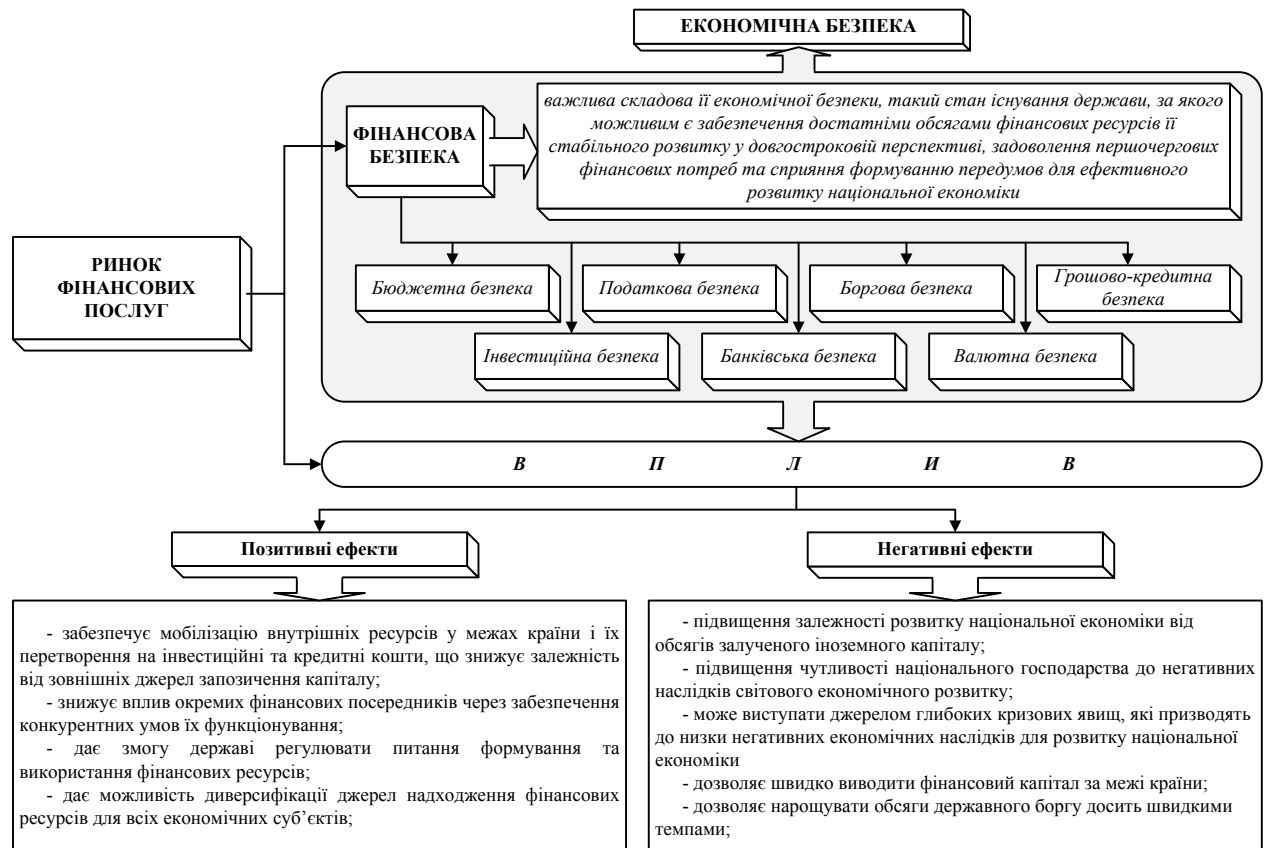 ЕКОНОМІЧНА БЕЗПЕКА
ФІНАНСОВА
БЕЗПЕКА
важлива складова її економічної безпеки, такий стан існування держави, за якого
можливим є забезпечення достатніми обсягами фінансових ресурсів її
стабільного розвитку у довгостроковій перспективі, задоволення першочергових
фінансових потреб та сприяння формуванню передумов для ефективного
розвитку національної економіки
РИНОК
ФІНАНСОВИХ
ПОСЛУГ
Бюджетна безпека
Податкова безпека
Боргова безпека
Грошово-кредитна
безпека
Інвестиційна безпека
Банківська безпека
Валютна безпека
В П Л И В
Позитивні ефекти
Негативні ефекти
- забезпечує мобілізацію внутрішніх ресурсів у межах країни і їх
перетворення на інвестиційні та кредитні кошти, що знижує залежність
від зовнішніх джерел запозичення капіталу;
- знижує вплив окремих фінансових посередників через забезпечення
конкурентних умов їх функціонування;
- дає змогу державі регулювати питання формування та
використання фінансових ресурсів;
- дає можливість диверсифікації джерел надходження фінансових
ресурсів для всіх економічних суб’єктів;
- підвищення залежності розвитку національної економіки від
обсягів залученого іноземного капіталу;
- підвищення чутливості національного господарства до негативних
наслідків світового економічного розвитку;
- може виступати джерелом глибоких кризових явищ, які призводять
до низки негативних економічних наслідків для розвитку національної
економіки
- дозволяє швидко виводити фінансовий капітал за межі країни;
- дозволяє нарощувати обсяги державного боргу досить швидкими
темпами;